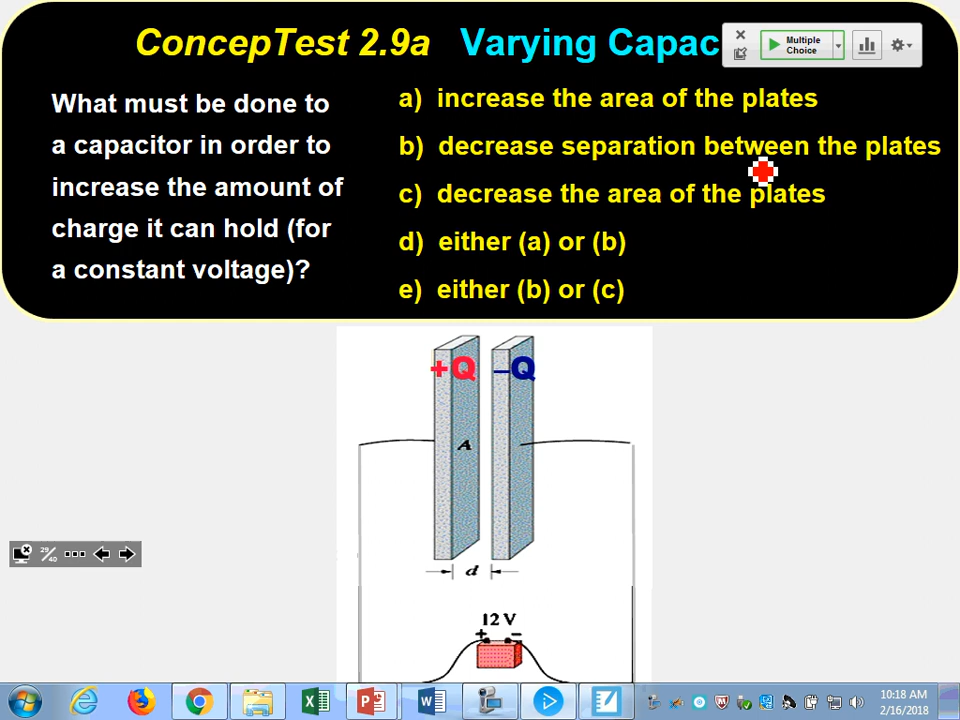 ConcepTest 2.9a Varying Capac
Multiple
Choice
What must be done to
a capacitor in order to
increase the amount of
charge it can hold (for
a constant voltage)?
a) increase the area of the plates
b) decrease separation between the plates
c) decrease the area of the plates
d) either (a) or (b)
e) either (b) or (c)
+Q –Q
A
d
12 V
+ –
29/40
10:18 AM
2/16/2018